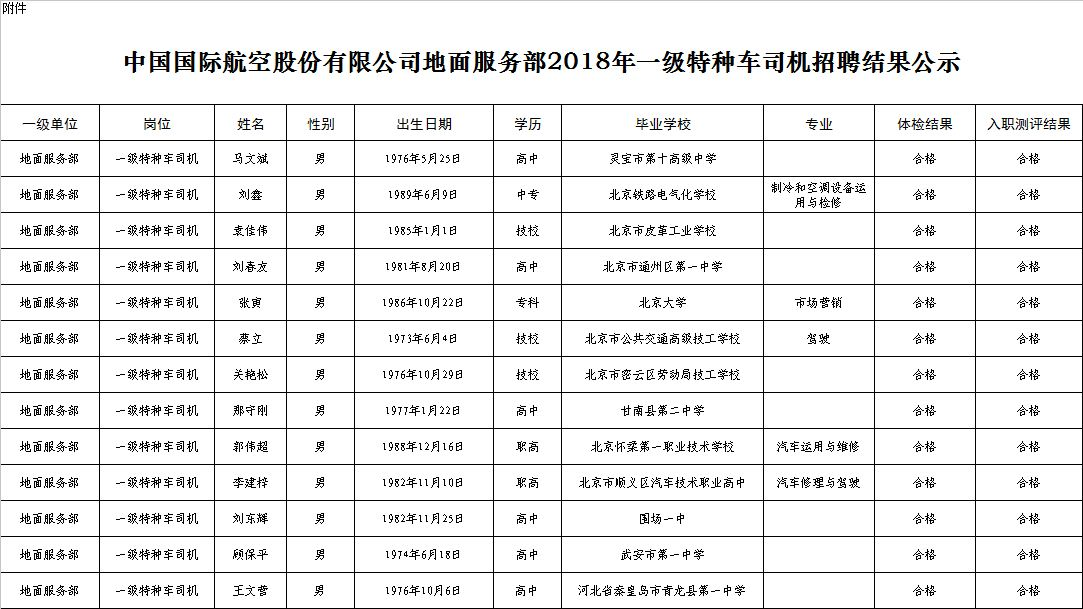 附件
中国国际航空股份有限公司地面服务部2018年一级特种车司机招聘结果公示
一级单位 岗位 姓名 性别 出生日期 学历 毕业学校 专业 体检结果 入职测评结果
地面服务部 一级特种车司机 马文斌 男 1976年5月25日 高中 灵宝市第十高级中学 合格 合格
地面服务部 一级特种车司机 刘鑫 男 1989年6月9日 中专 北京铁路电气化学校 制冷和空调设备运 合格 合格
用与检修
地面服务部 一级特种车司机 袁佳伟 男 1985年1月1日 技校 北京市皮革工业学校 合格 合格
地面服务部 一级特种车司机 刘春友 男 1981年8月20日 高中 北京市通州区第一中学 合格 合格
地面服务部 一级特种车司机 张寅 男 1986年10月22日 专科 北京大学 市场营销 合格 合格
地面服务部 一级特种车司机 蔡立 男 1973年6月4日 技校 北京市公共交通高级技工学校 驾驶 合格 合格
地面服务部 一级特种车司机 关艳松 男 1976年10月29日 技校 北京市密云区劳动局技工学校 合格 合格
地面服务部 一级特种车司机 那守刚 男 1977年1月22日 高中 甘南县第二中学 合格 合格
地面服务部 一级特种车司机 郭伟超 男 1988年12月16日 职高 北京怀柔第一职业技术学校 汽车运用与维修 合格 合格
地面服务部 一级特种车司机 李建梓 男 1982年11月10日 职高 北京市顺义区汽车技术职业高中 汽车修理与驾驶 合格 合格
地面服务部 一级特种车司机 刘东辉 男 1982年11月25日 高中 围场一中 合格 合格
地面服务部 一级特种车司机 顾保平 男 1974年6月18日 高中 武安市第一中学 合格 合格
地面服务部 一级特种车司机 王文营 男 1976年10月6日 高中 河北省秦皇岛市青龙县第一中学 合格 合格